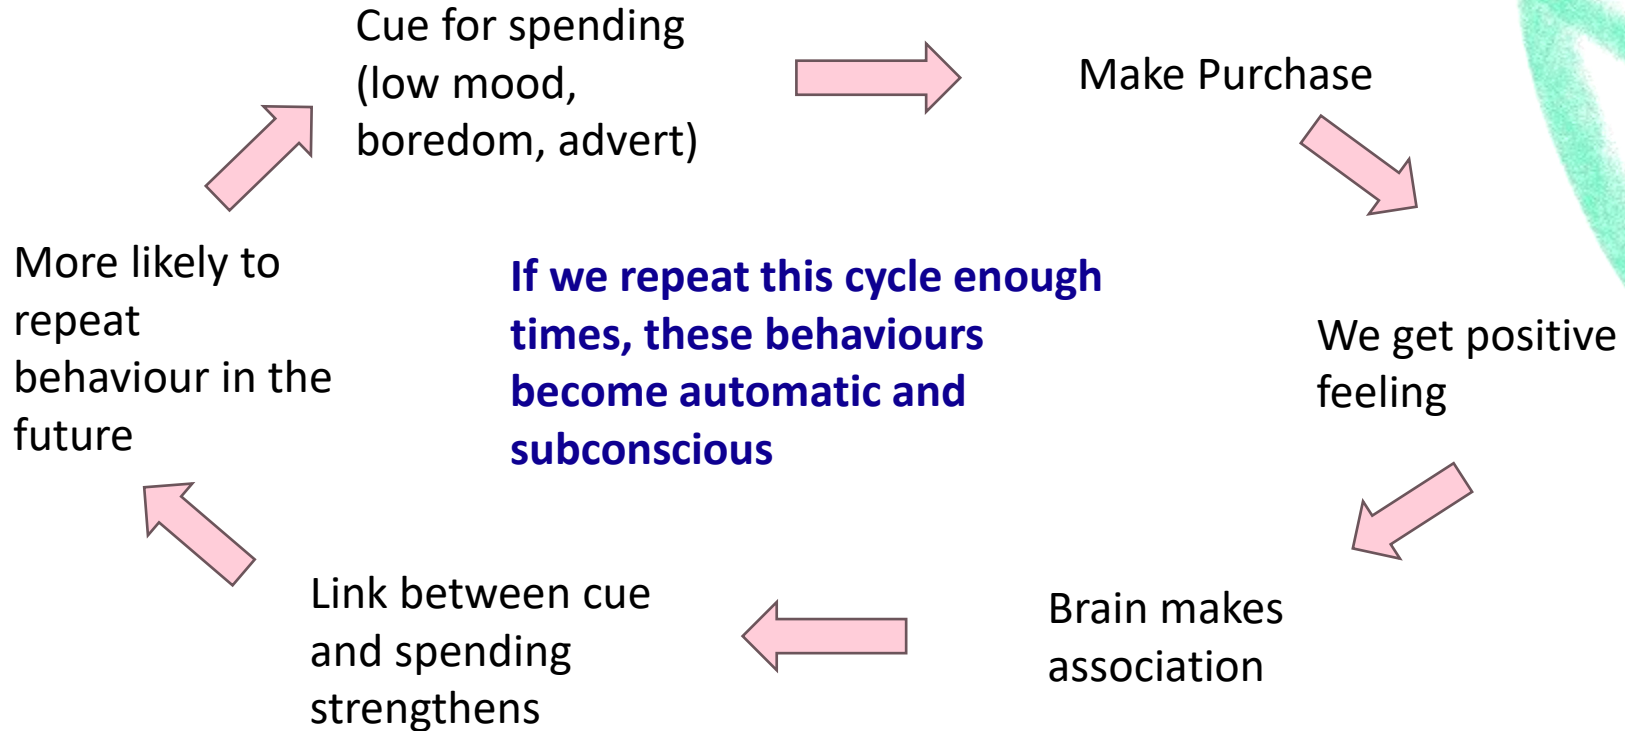 Cue for spending
(low mood,
boredom, advert)
Make Purchase
We get positive
feeling
Brain makes
association
Link between cue
and spending
strengthens
More likely to
repeat
behaviour in the
future
If we repeat this cycle enough
times, these behaviours
become automatic and
subconscious